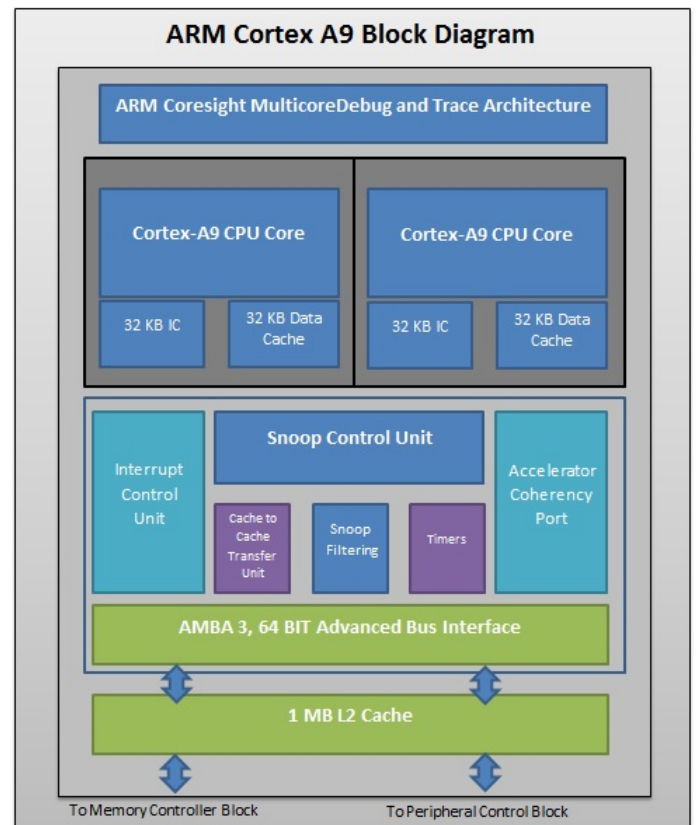 ARM Cortex A9 Block Diagram
ARM Coresight MulticoreDebug and Trace Architecture
Cortex-A9 CPU Core
32 KB IC
32 KB Data
Cache
Cortex-A9 CPU Core
32 KB IC
32 KB Data
Cache
Interrupt
Control
Unit
Snoop Control Unit
Cache to
Cache
Transfer
Unit
Snoop
Filtering
Timers
Accelerator
Coherency
Port
AMBA 3, 64 BIT Advanced Bus Interface
1 MB L2 Cache
To Memory Controller Block
To Peripheral Control Block